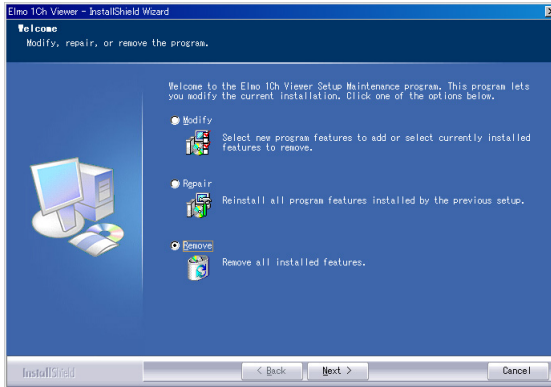 Elmo 1Ch Viewer - InstallShield Wizard
Welcome
Modify, repair, or remove the program.
Welcome to the Elmo 1Ch Viewer Setup Maintenance program. This program lets
you modify the current installation. Click one of the options below.
Modify
Select new program features to add or select currently installed
features to remove.
Repair
Reinstall all program features installed by the previous setup.
Remove
Remove all installed features.
InstallShield
< Back
Next >
Cancel